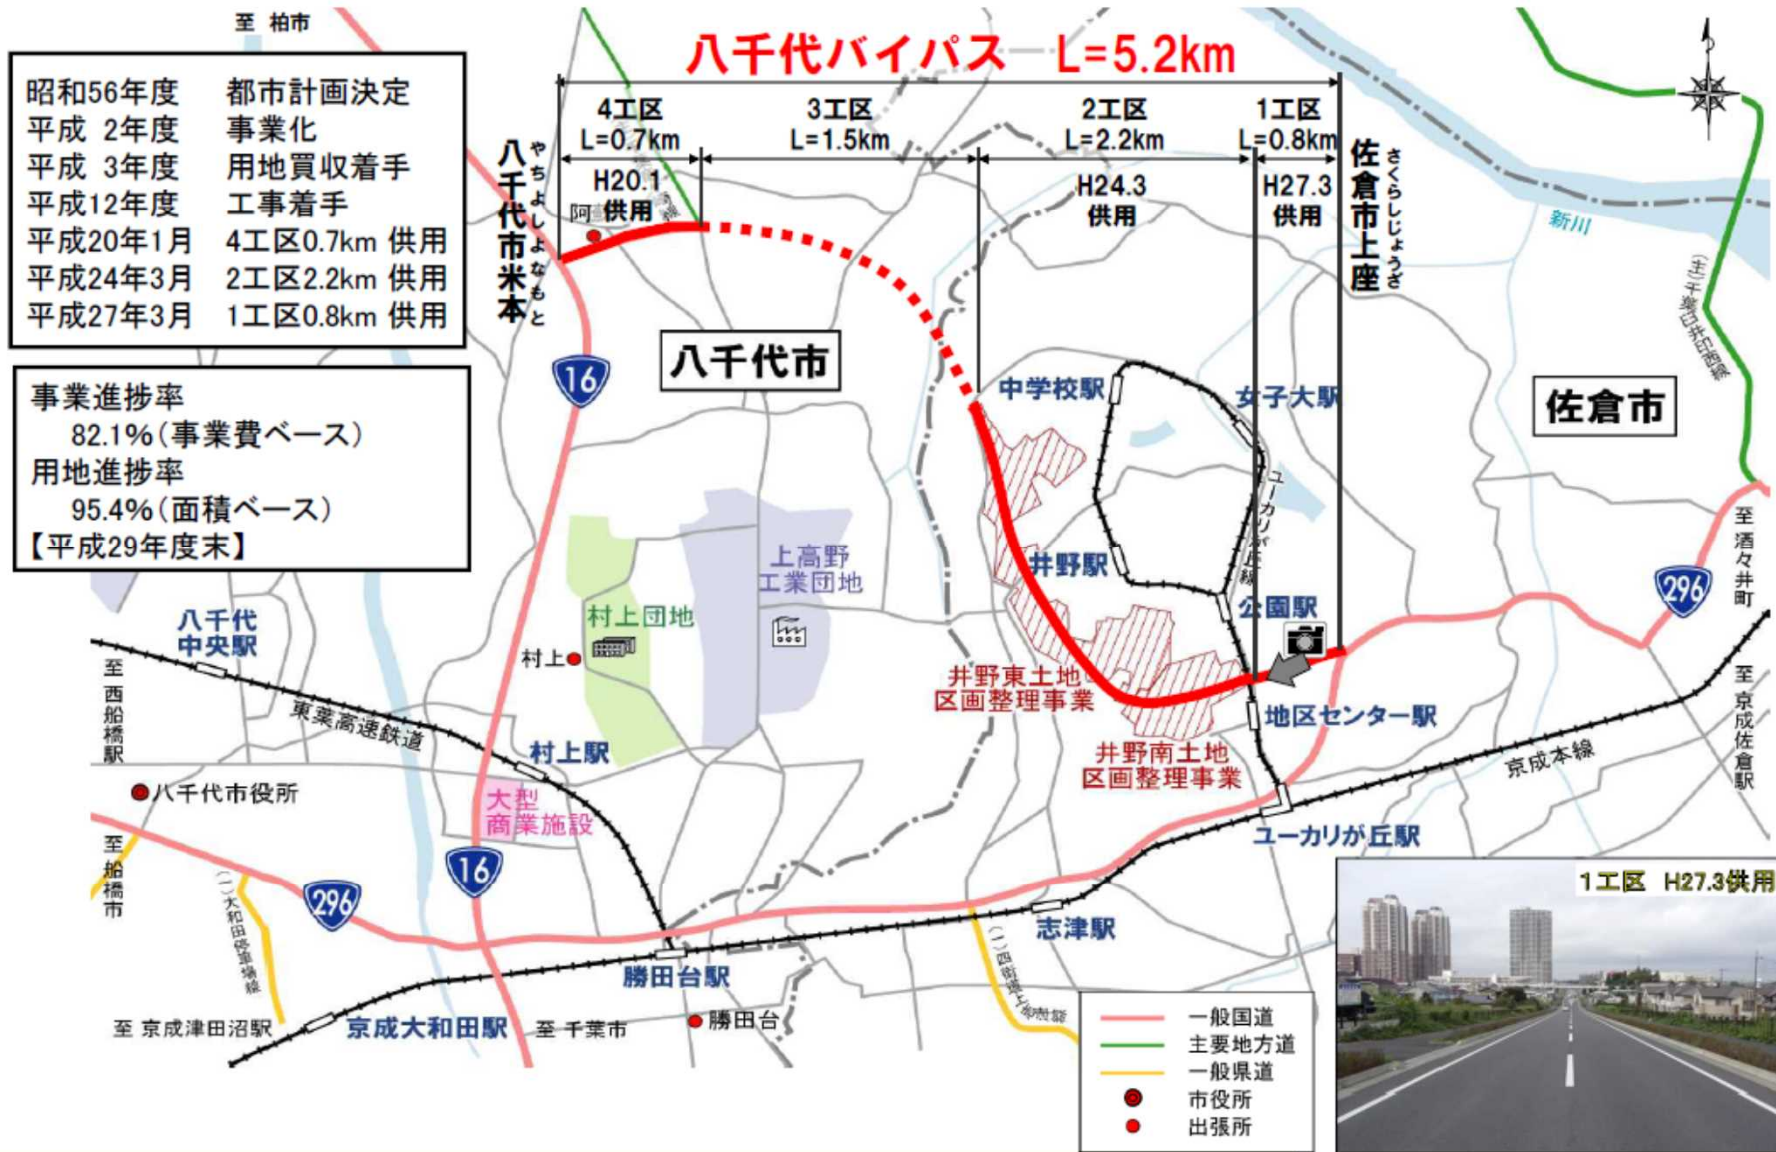 至 柏市
八千代バイパス L=5.2km
昭和56年度 都市計画決定
平成 2年度 事業化
平成 3年度 用地買収着手
平成12年度 工事着手
平成20年1月 4工区0.7km 供用
平成24年3月 2工区2.2km 供用
平成27年3月 1工区0.8km 供用
事業進捗率
82.1%(事業費ベース)
用地進捗率
95.4%(面積ベース)
【平成29年度末】
4工区
L=0.7km
H20.1
供用
3工区
L=1.5km
2工区
L=2.2km
H24.3
供用
1工区
L=0.8km
H27.3
供用
八千代市米本
やちよしよなもと
佐倉市上座
さくらしじょうざ
阿
新川
(主)千葉臼井印西線
16
八千代市
佐倉市
中学校駅
女子大駅
ユーカリが丘線
井野駅
公園駅
296
至 酒々井町
上高野
工業団地
村上団地
村上
八千代
中央駅
至 西船橋駅
東葉高速鉄道
村上駅
井野東土地
区画整理事業
井野南土地
区画整理事業
地区センター駅
京成本線
至 京成佐倉駅
八千代市役所
大型
商業施設
ユーカリが丘駅
至 船橋市
(一)大和田停車場線
296
16
志津駅
勝田台駅
勝田台
至 京成津田沼駅
京成大和田駅
至 千葉市
一般国道
主要地方道
一般県道
市役所
出張所
1工区 H27.3供用